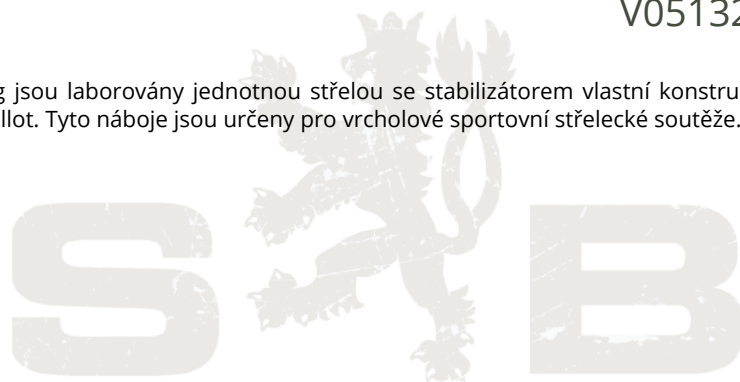 V05132
g jsou laborovány jednotnou střelou se stabilizátorem vlastní konstru
llot. Tyto náboje jsou určeny pro vrcholové sportovní střelecké soutěže.
S B